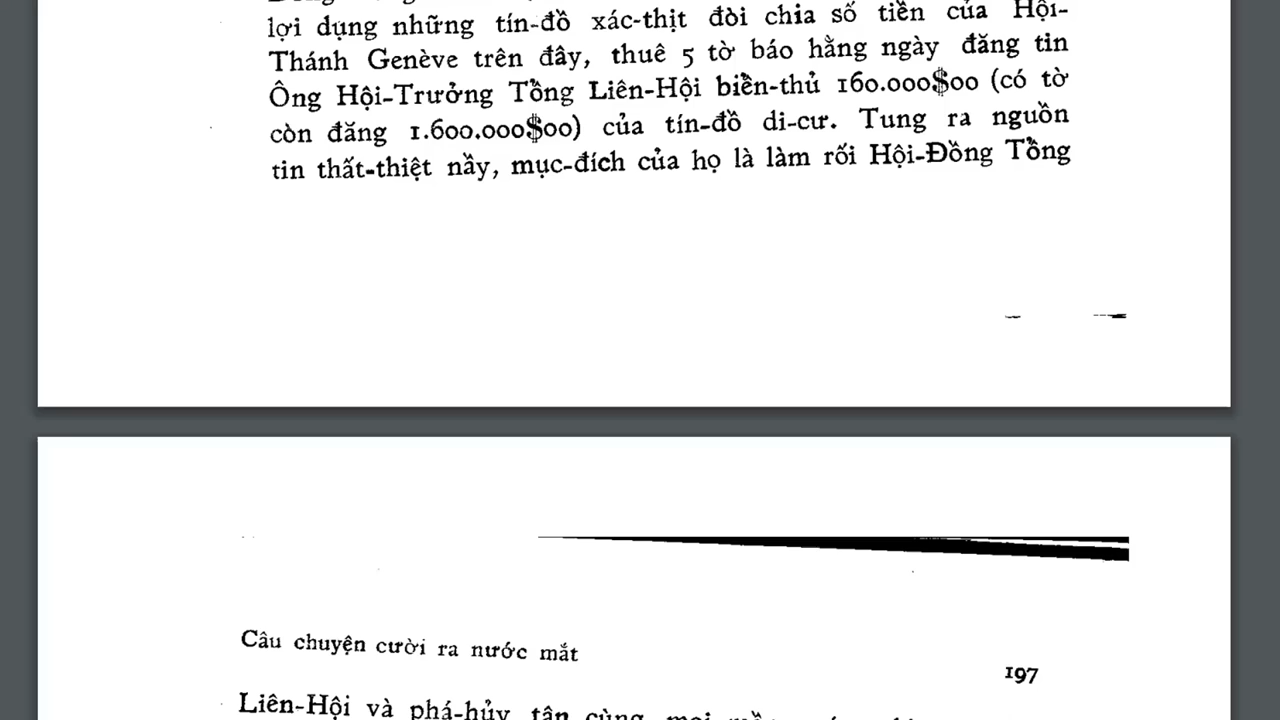 lợi dụng những tín-đồ xác-thịt đòi chia số tiền của Hội-
Thánh Genève trên đây, thuê 5 tờ báo hằng ngày đăng tin
Ông Hội-Trưởng Tổng Liên-Hội biển-thủ 160.000$00 (có tờ
còn đăng 1.600.000$00) của tín-đồ di-cư. Tung ra nguồn
tin thất-thiệt nầy, mục-đích của họ là làm rối Hội-Đồng Tổng
Câu chuyện cười ra nước mắt
197
Liên-Hội và phá-hủy tận cùng mọi